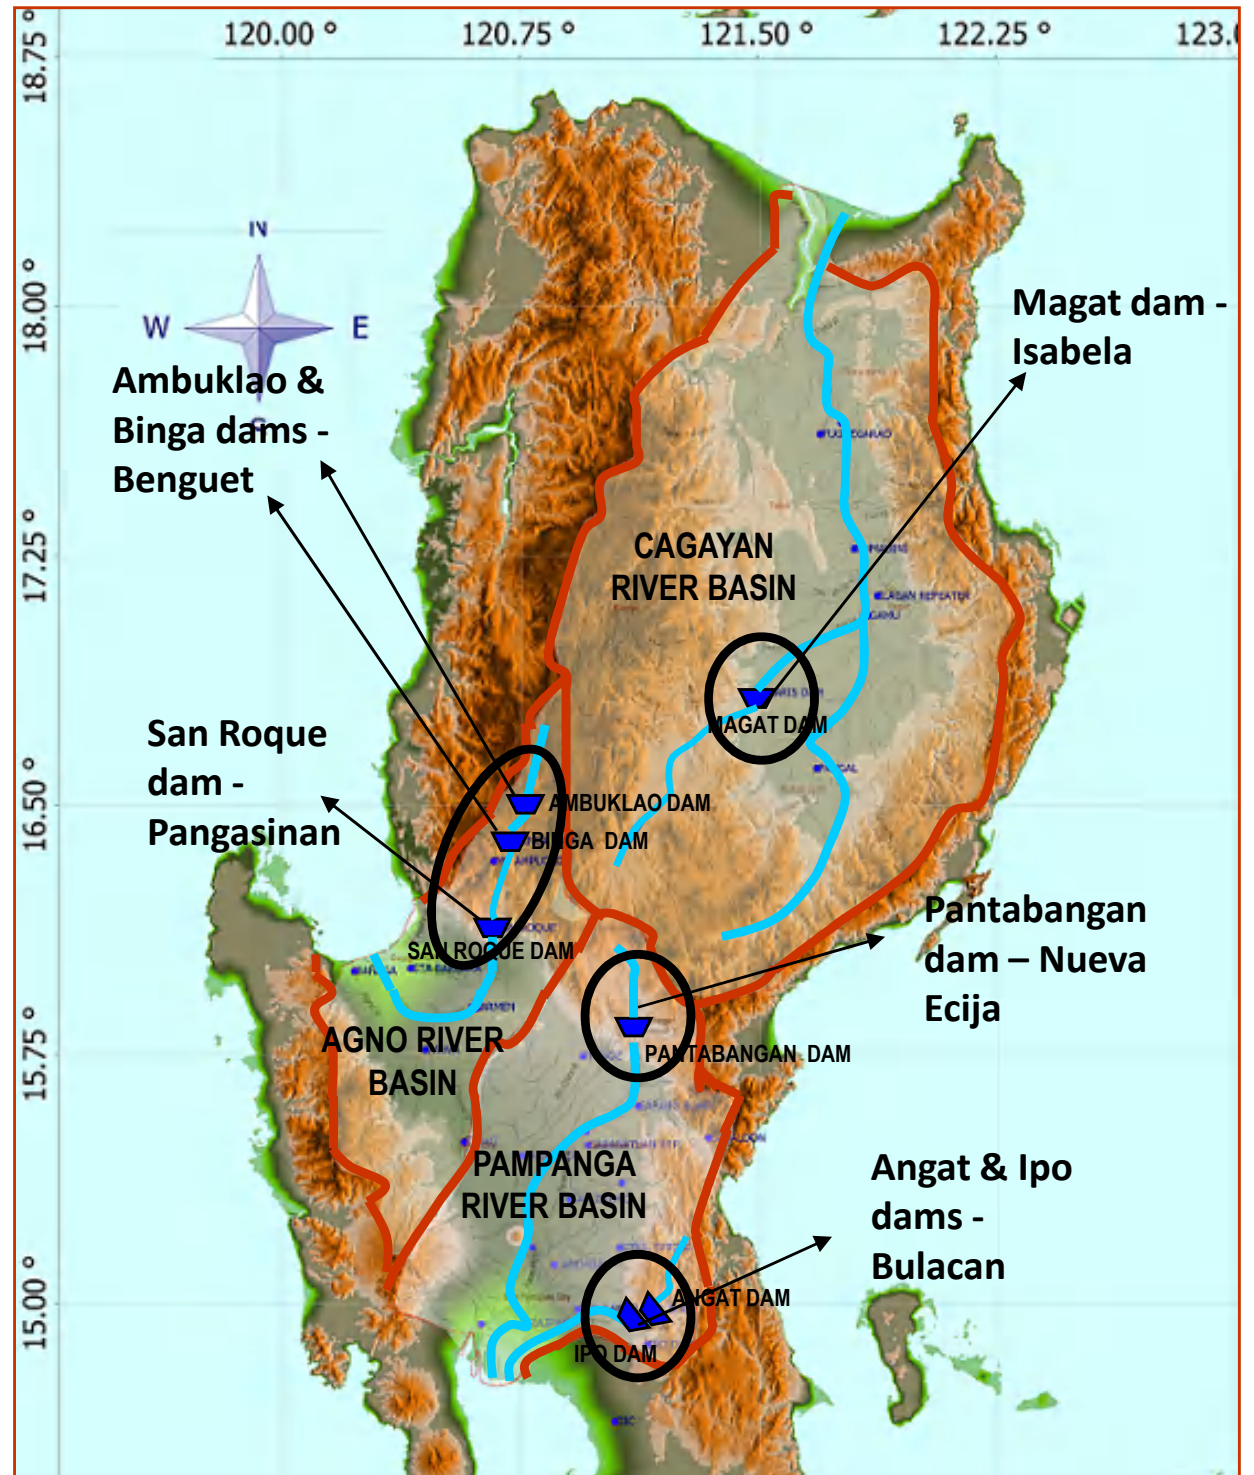 120.00 °
120.75 °
121.50 °
122.25 °
18.75 °
18.00 °
17.25 °
16.50 °
15.75 °
15.00 °
N
W
E
S
Magat dam -
Isabela
Ambuklao &
Binga dams -
Benguet
CAGAYAN
RIVER BASIN
GAMU
MAGAT DAM
San Roque
dam -
Pangasinan
AMBUKLAO DAM
BINGA DAM
SAN ROQUE DAM
Pantabangan
dam – Nueva
Ecija
AGNO RIVER
BASIN
PANTABANGAN DAM
PAMPANGA
RIVER BASIN
Angat & Ipo
dams -
Bulacan
ANGAT DAM
IPO DAM